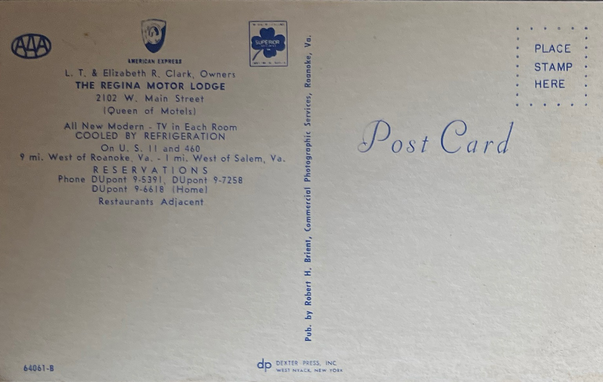 AAA
AMERICAN EXPRESS
SUPERIOR
L. T. & Elizabeth R. Clark, Owners
THE REGINA MOTOR LODGE
2102 W. Main Street
(Queen of Motels)
All New Modern - TV in Each Room
COOLED BY REFRIGERATION
On U. S. 11 and 460
9 mi. West of Roanoke, Va. - 1 mi. West of Salem, Va.
RESERVATIONS
Phone DUpont 9-5391, DUpont 9-7258
DUpont 9-6618 (Home)
Restaurants Adjacent
Pub. by Robert H. Brient, Commercial Photographic Services, Roanoke, Va.
PLACE
STAMP
HERE
Post Card
64061-B
dp DEXTER PRESS, INC.
WEST NYACK, NEW YORK